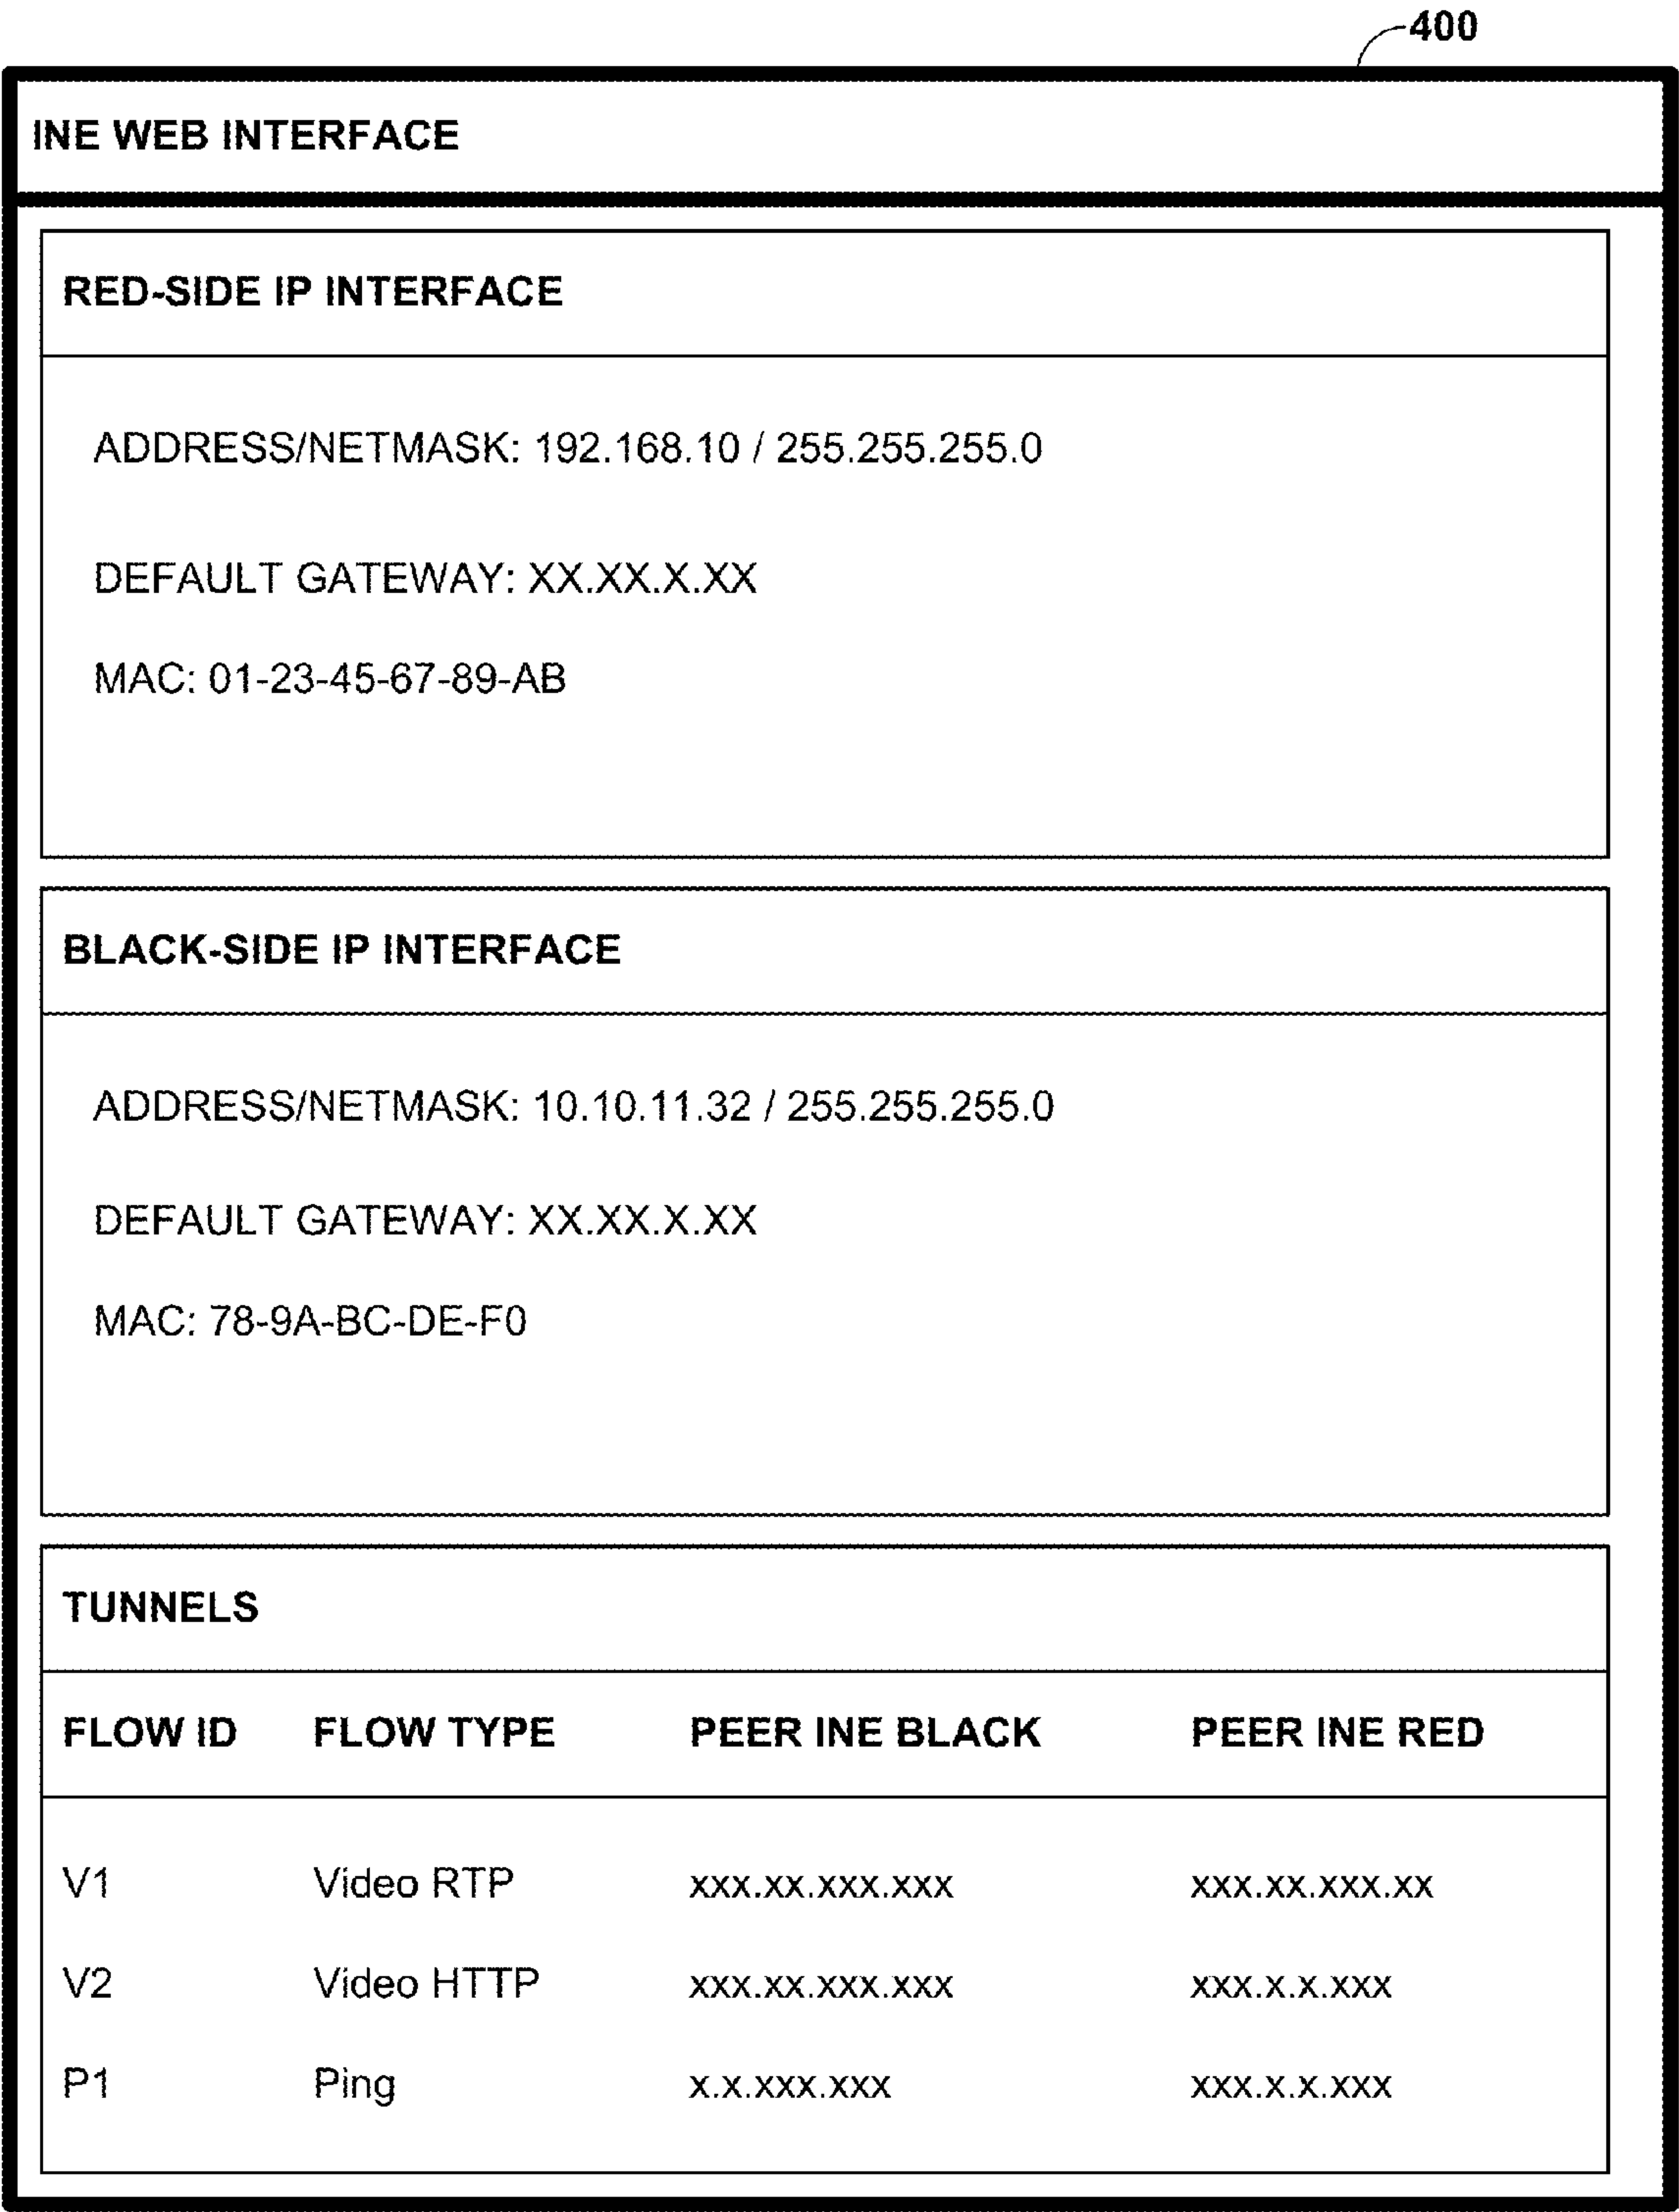 400
INE WEB INTERFACE
RED-SIDE IP INTERFACE
ADDRESS/NETMASK: 192.168.10 / 255.255.255.0
DEFAULT GATEWAY: XX.XX.X.XX
MAC: 01-23-45-67-89-AB
BLACK-SIDE IP INTERFACE
ADDRESS/NETMASK: 10.10.11.32 / 255.255.255.0
DEFAULT GATEWAY: XX.XX.X.XX
MAC: 78-9A-BC-DE-F0
TUNNELS
FLOW ID FLOW TYPE PEER INE BLACK PEER INE RED
V1 Video RTP xxx.xx.xxx.xxx xxx.xx.xxx.xx
V2 Video HTTP xxx.xx.xxx.xxx xxx.x.x.xxx
P1 Ping x.x.xxx.xxx xxx.x.x.xxx